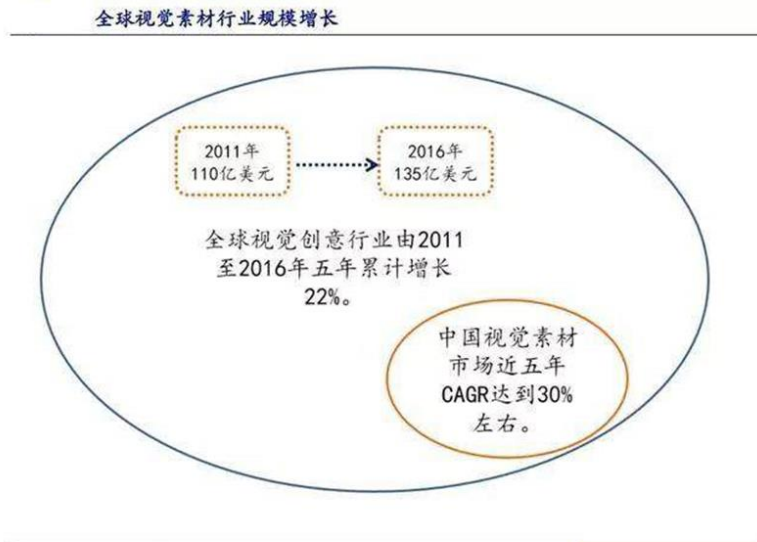 全球视觉素材行业规模增长
2011年
110亿美元
2016年
135亿美元
全球视觉创意行业由2011
至2016年五年累计增长
22%。
中国视觉素材
市场近五年
CAGR达到30%
左右。